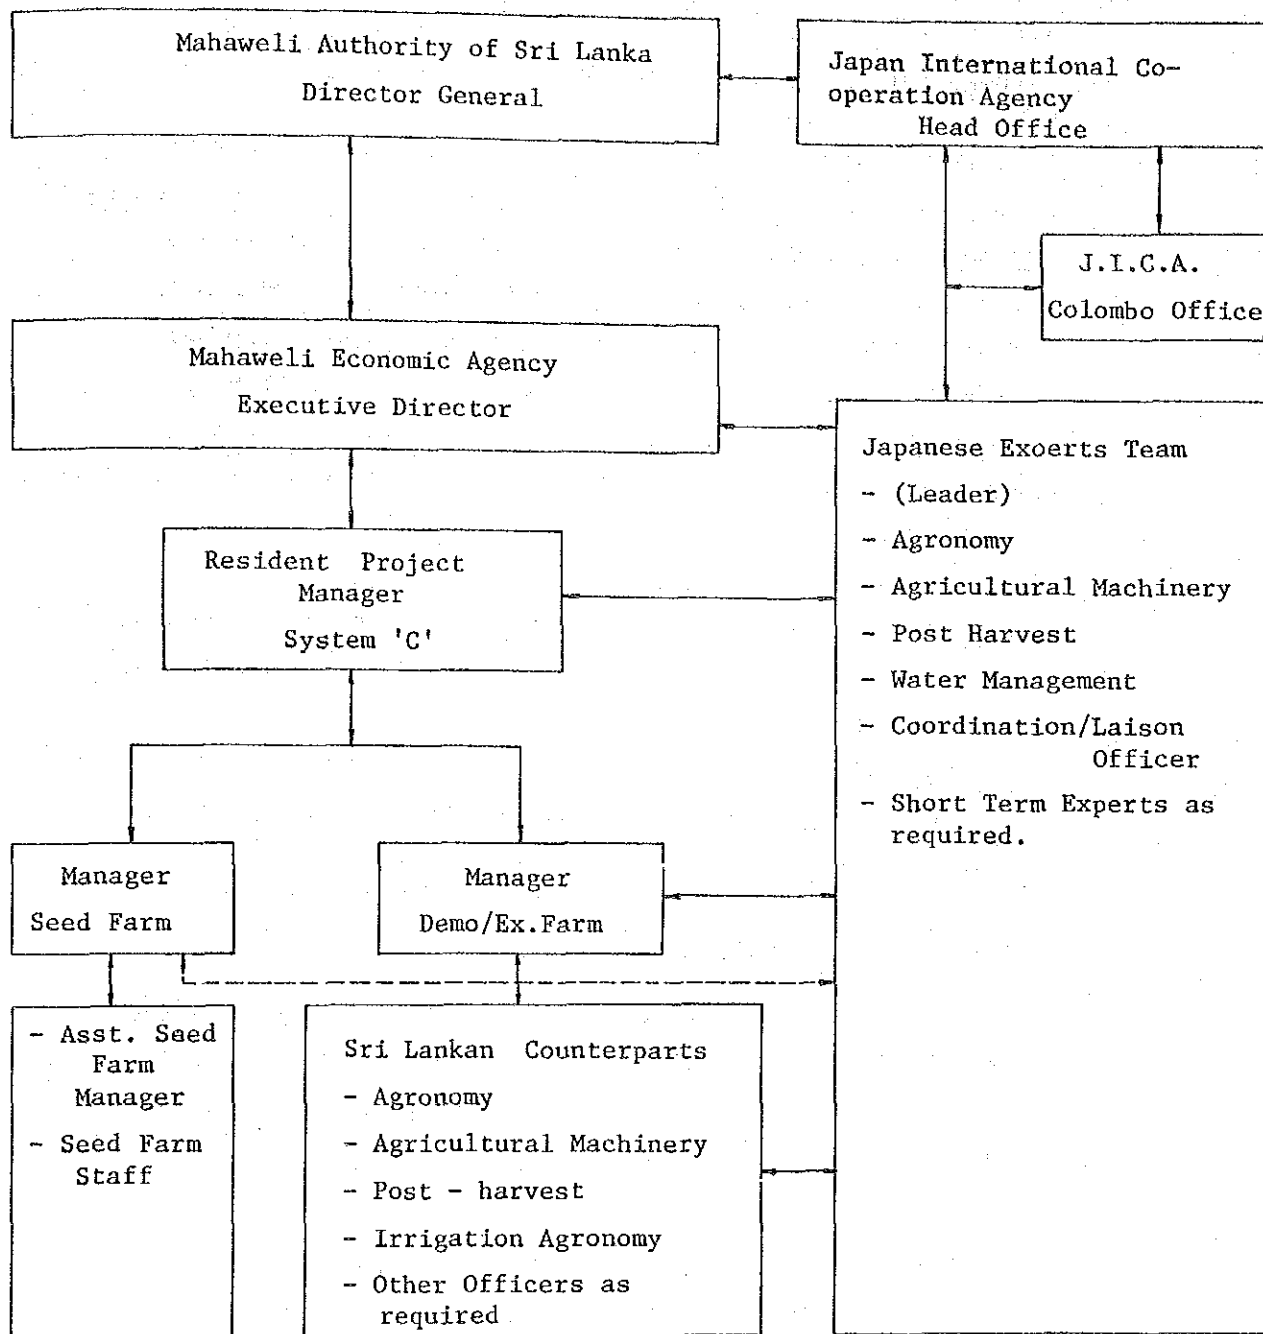 Mahaweli Authority of Sri Lanka
Director General
Japan International Co-
operation Agency
Head Office
J.I.C.A.
Colombo Office
Mahaweli Economic Agency
Executive Director
Resident Project
Manager
System 'C'
Japanese Exoerts Team
- (Leader)
- Agronomy
- Agricultural Machinery
- Post Harvest
- Water Management
- Coordination/Laison
Officer
- Short Term Experts as
required.
Manager
Seed Farm
Manager
Demo/Ex.Farm
- Asst. Seed
Farm
Manager
- Seed Farm
Staff
Sri Lankan Counterparts
- Agronomy
- Agricultural Machinery
- Post - harvest
- Irrigation Agronomy
- Other Officers as
required